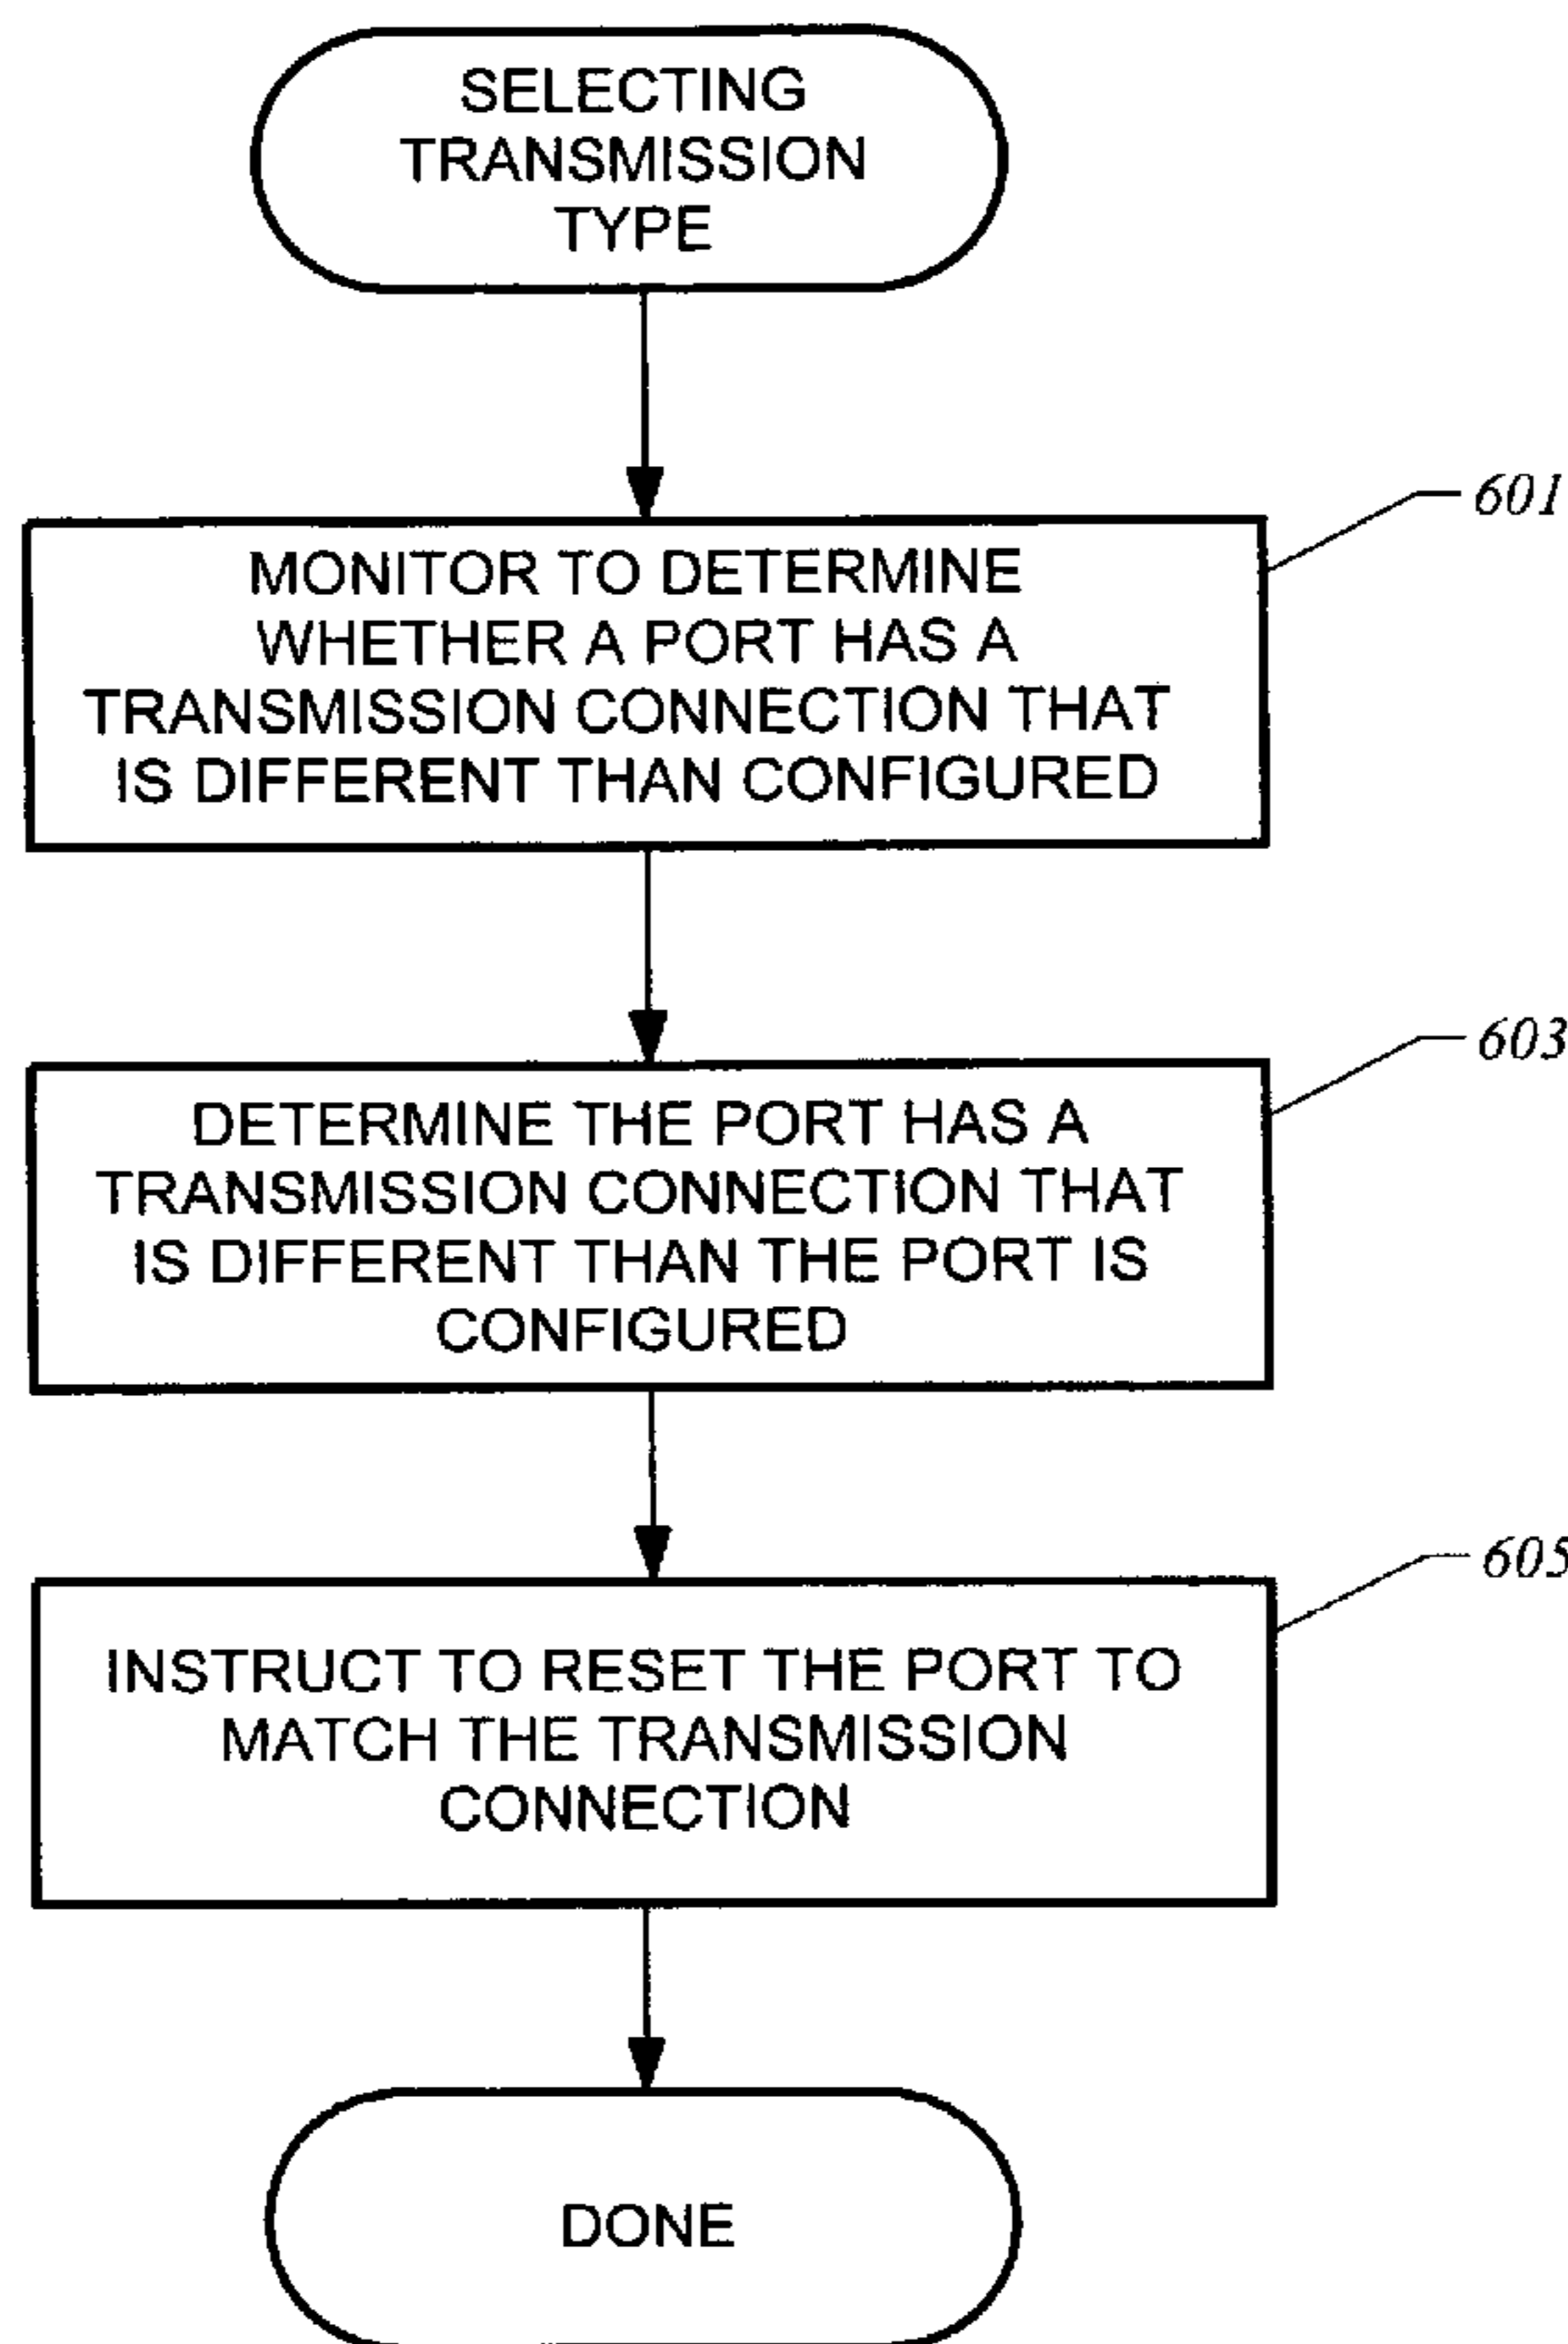 SELECTING
TRANSMISSION
TYPE
601
MONITOR TO DETERMINE
WHETHER A PORT HAS A
TRANSMISSION CONNECTION THAT
IS DIFFERENT THAN CONFIGURED
603
DETERMINE THE PORT HAS A
TRANSMISSION CONNECTION THAT
IS DIFFERENT THAN THE PORT IS
CONFIGURED
605
INSTRUCT TO RESET THE PORT TO
MATCH THE TRANSMISSION
CONNECTION
DONE